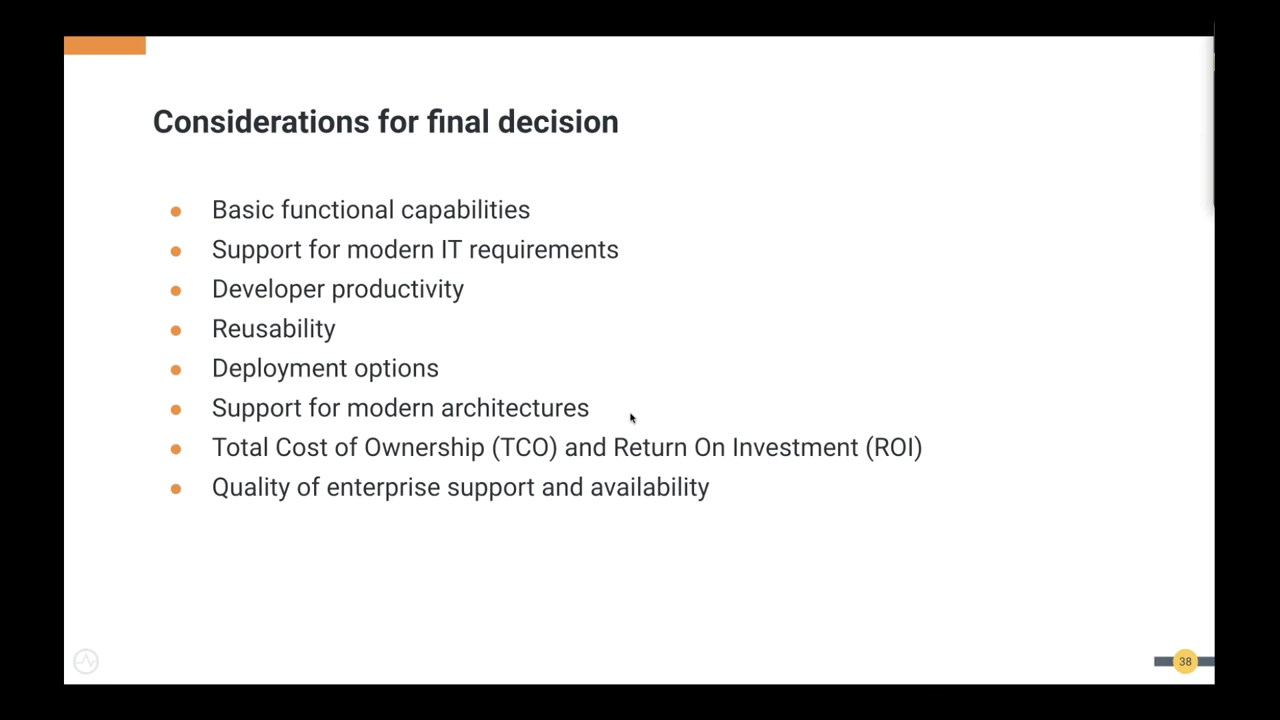 Considerations for final decision
Basic functional capabilities
Support for modern IT requirements
Developer productivity
Reusability
Deployment options
Support for modern architectures
Total Cost of Ownership (TCO) and Return On Investment (ROI)
Quality of enterprise support and availability
38